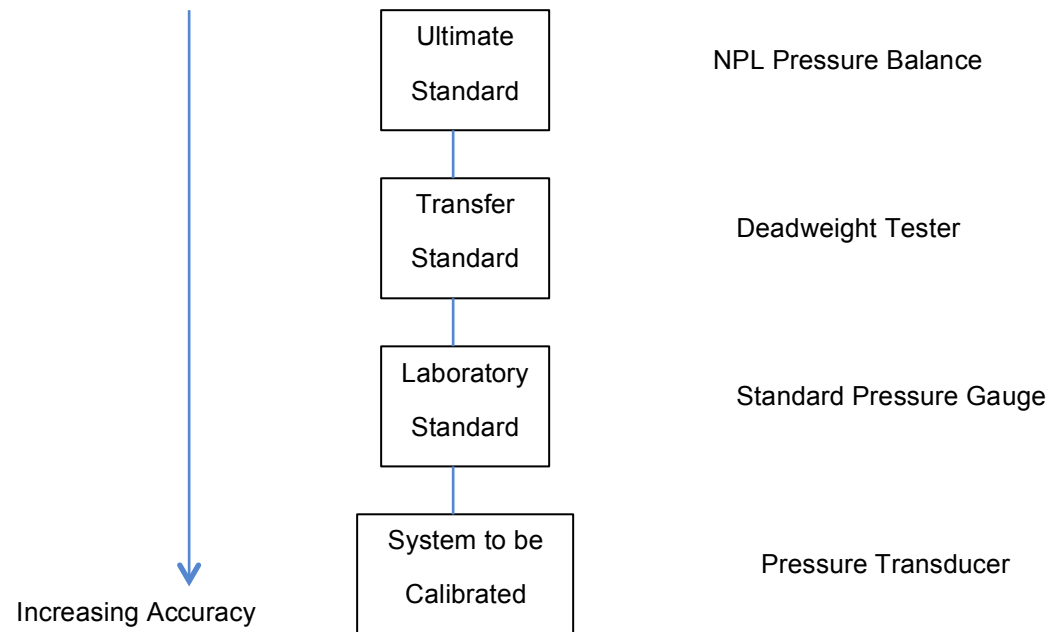 Ultimate
Standard
NPL Pressure Balance
Transfer
Standard
Deadweight Tester
Laboratory
Standard
Standard Pressure Gauge
System to be
Calibrated
Pressure Transducer
Increasing Accuracy